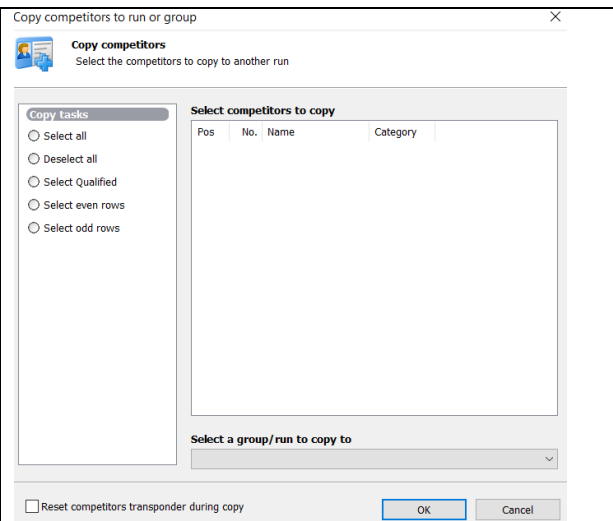 Copy competitors to run or group
Copy competitors
Select the competitors to copy to another run
Copy tasks
Select all
Deselect all
Select Qualified
Select even rows
Select odd rows
Select competitors to copy
Pos No. Name Category
Select a group/run to copy to
Reset competitors transponder during copy
OK Cancel